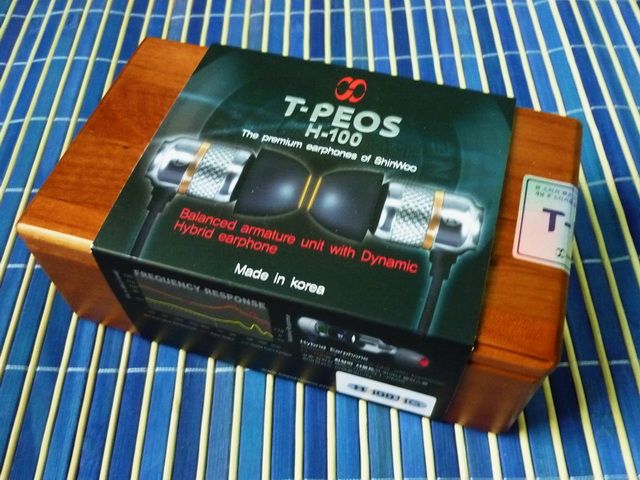 T-PEOS
H-100
The premium earphones of ShinWoo
Balanced armature unit with Dynamic
Hybrid earphone
Made in korea
FREQUENCY RESPONSE
Hybrid Earphone
T-